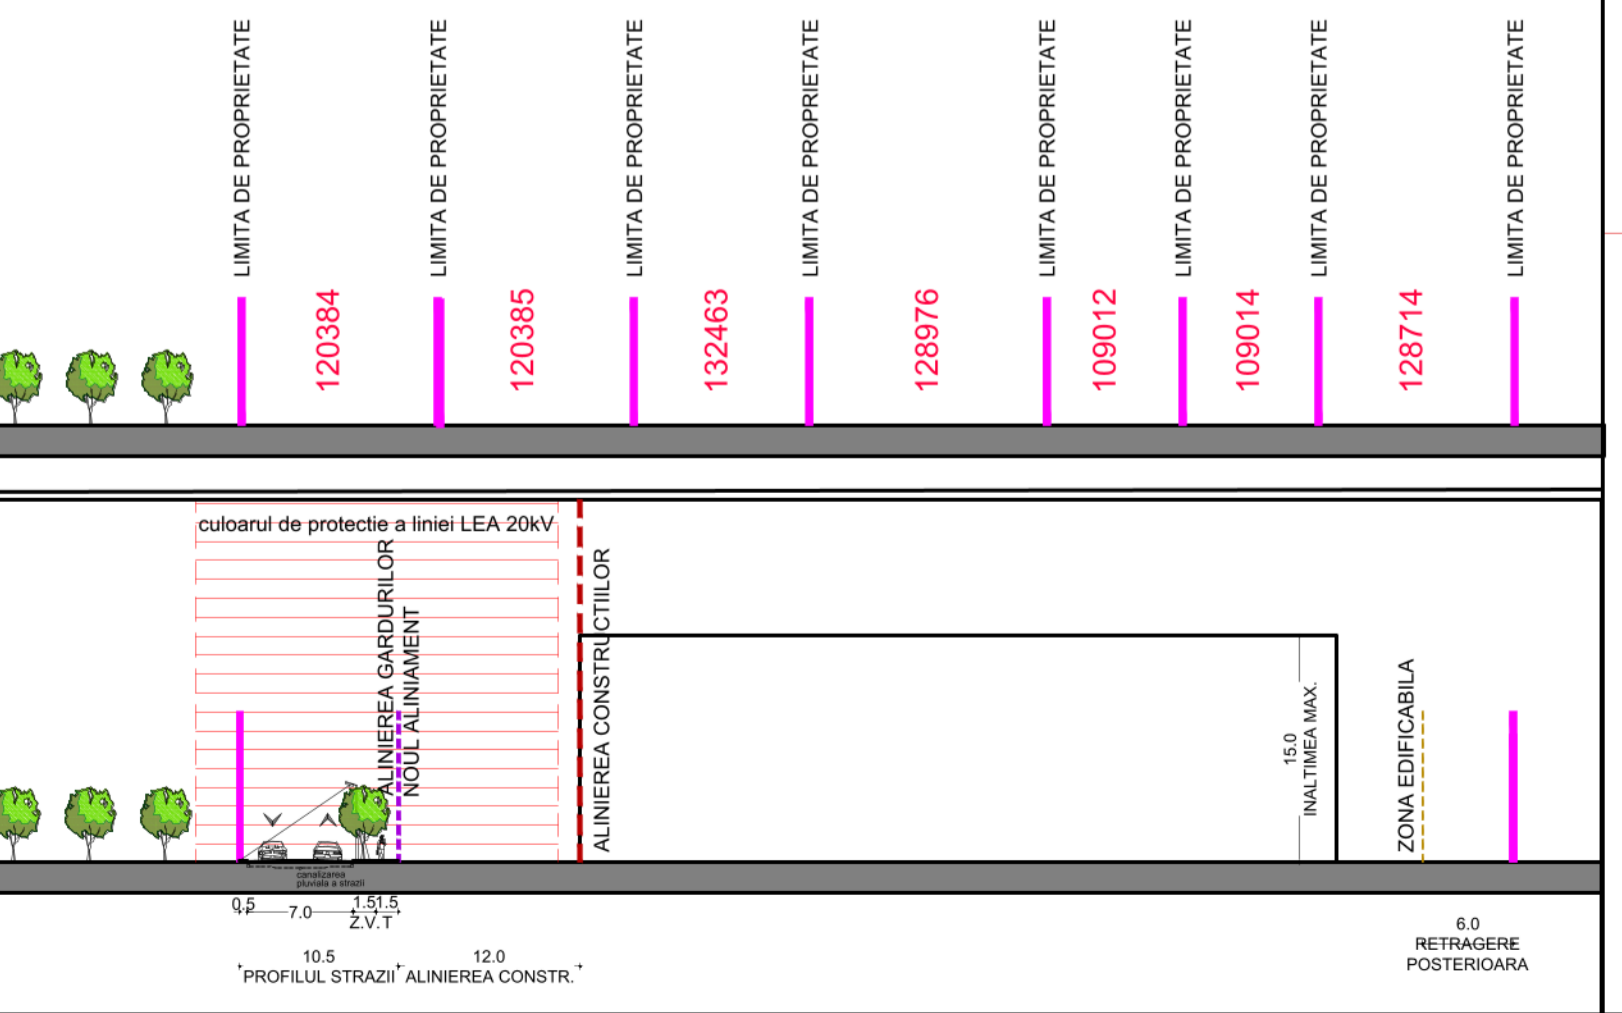 LIMITA DE PROPRIETATE
LIMITA DE PROPRIETATE
LIMITA DE PROPRIETATE
LIMITA DE PROPRIETATE
LIMITA DE PROPRIETATE
LIMITA DE PROPRIETATE
LIMITA DE PROPRIETATE
LIMITA DE PROPRIETATE
120384
120385
132463
128976
109012
109014
128714
culoarul de protectie a liniei LEA 20kV
ALINIEREA GARDURILOR
NOUL ALINIAMENT
ALINIEREA CONSTRUCTIILOR
15.0
INALTIMEA MAX.
ZONA EDIFICABILA
canalizarea
pluviala a strazii
0.5
7.0
1.5
1.5
Z.V.
T
10.5
PROFILUL STRAZII
12.0
ALINIEREA CONSTR.
6.0
RETRAGERE
POSTERIOARA